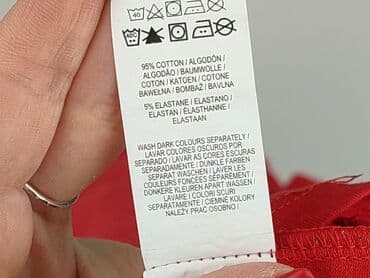 40
95% COTTON / ALGODÓN /
ALGODÃO / BAUMWOLLE /
COTON / KATOEN / COTONE
BAWEŁNA / BOMBAŽ / BAVLNA
5% ELASTANE / ELASTANO /
ELASTAN / ÉLASTHANNE /
ELASTAAN
WASH DARK COLOURS SEPARATELY /
LAVAR COLORES OSCUROS POR
SEPARADO / LAVAR AS CORES ESCURAS
SEPARADAMENTE / DUNKLE FARBEN
SEPARAT WASCHEN / LAVER LES
COULEURS FONCÉES SÉPARÉMENT /
DONKERE KLEUREN APART WASSEN /
LAVARE I COLORI SCURI
SEPARATAMENTE / CIEMNE KOLORY
NALEŻY PRAĆ OSOBNO /